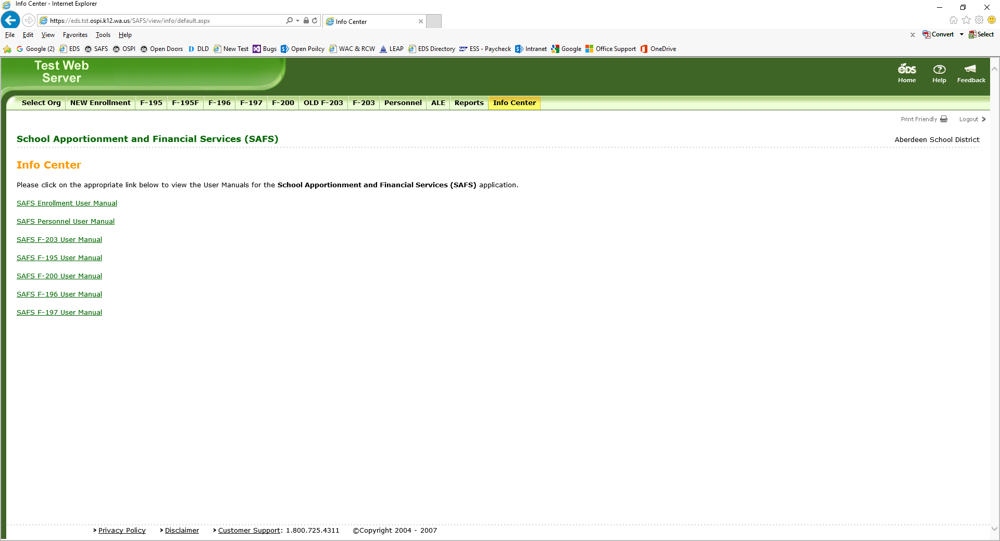 Info Center - Internet Explorer
https://eds.tst.ospi.k12.wa.us/SAFS/view/info/default.aspx
Info Center
File Edit View Favorites Tools Help
Convert Select
Google (2) EDS SAFS OSPI Open Doors DLD New Test Bugs Open Poilcy WAC & RCW LEAP EDS Directory ESS - Paycheck Intranet Google Office Support OneDrive
Test Web
Server
eds
Home Help Feedback
Select Org NEW Enrollment F-195 F-195F F-196 F-197 F-200 OLD F-203 F-203 Personnel ALE Reports Info Center
Print Friendly Logout
School Apportionment and Financial Services (SAFS)
Aberdeen School District
Info Center
Please click on the appropriate link below to view the User Manuals for the School Apportionment and Financial Services (SAFS) application.
SAFS Enrollment User Manual
SAFS Personnel User Manual
SAFS F-203 User Manual
SAFS F-195 User Manual
SAFS F-200 User Manual
SAFS F-196 User Manual
SAFS F-197 User Manual
Privacy Policy Disclaimer Customer Support: 1.800.725.4311 ©Copyright 2004 - 2007